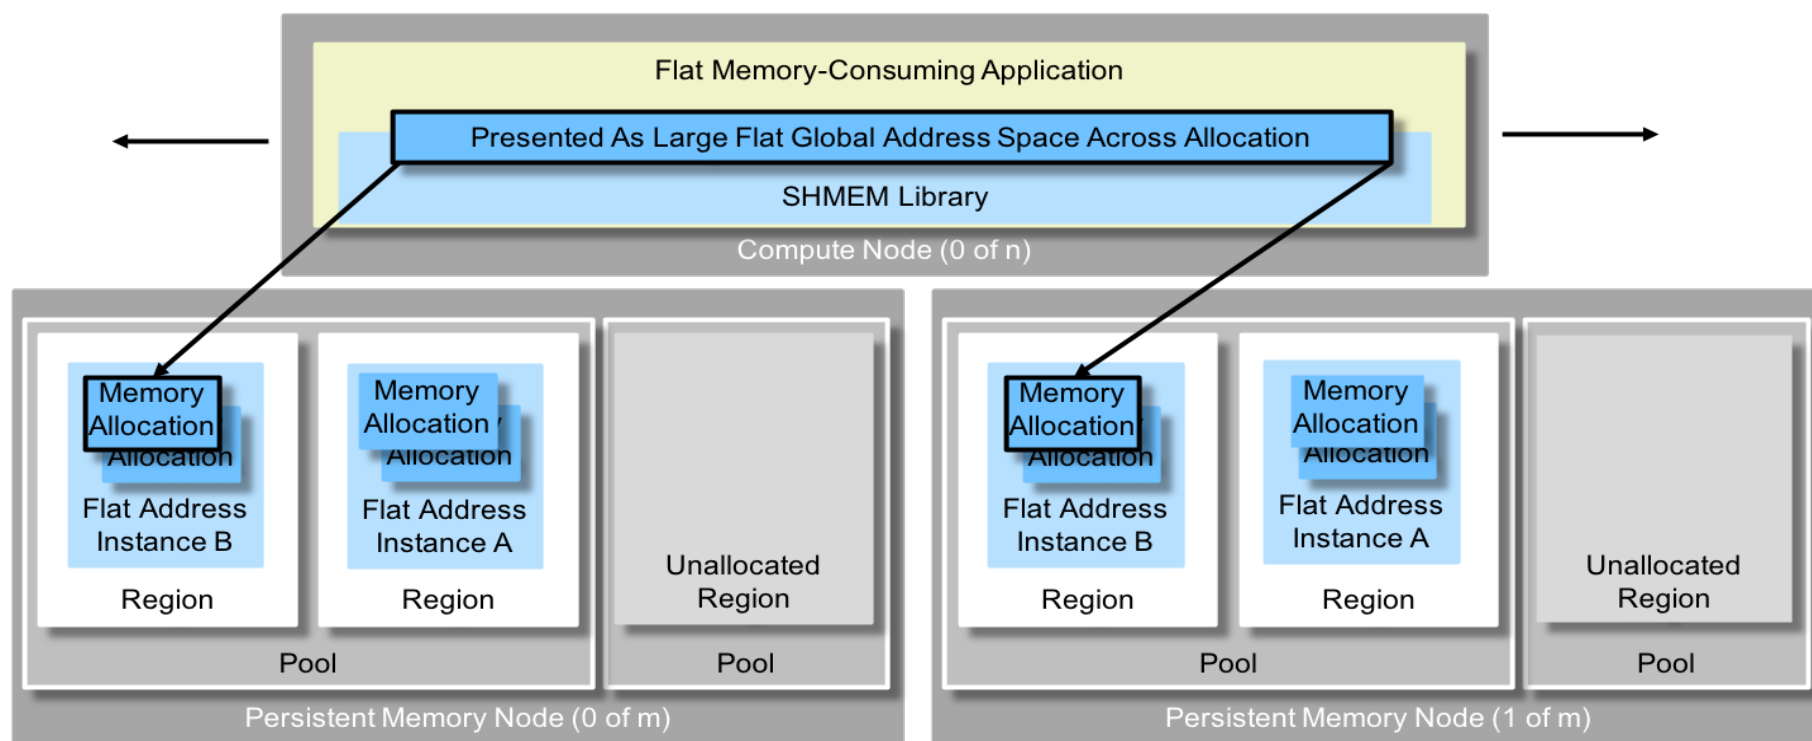 Flat Memory-Consuming Application
Presented As Large Flat Global Address Space Across Allocation
SHMEM Library
Compute Node (0 of n)
Memory
Allocation
Allocation
Flat Address
Instance B
Region
Memory
Allocation
Allocation
Flat Address
Instance A
Region
Pool
Unallocated
Region
Pool
Persistent Memory Node (0 of m)
Memory
Allocation
Allocation
Flat Address
Instance B
Region
Memory
Allocation
Allocation
Flat Address
Instance A
Region
Pool
Unallocated
Region
Pool
Persistent Memory Node (1 of m)